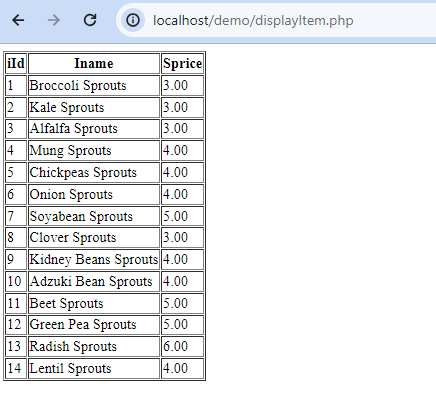 localhost/demo/displayItem.php
iId Iname Sprice
1 Broccoli Sprouts 3.00
2 Kale Sprouts 3.00
3 Alfalfa Sprouts 3.00
4 Mung Sprouts 4.00
5 Chickpeas Sprouts 4.00
6 Onion Sprouts 4.00
7 Soyabean Sprouts 5.00
8 Clover Sprouts 3.00
9 Kidney Beans Sprouts 4.00
10 Adzuki Bean Sprouts 4.00
11 Beet Sprouts 5.00
12 Green Pea Sprouts 5.00
13 Radish Sprouts 6.00
14 Lentil Sprouts 4.00